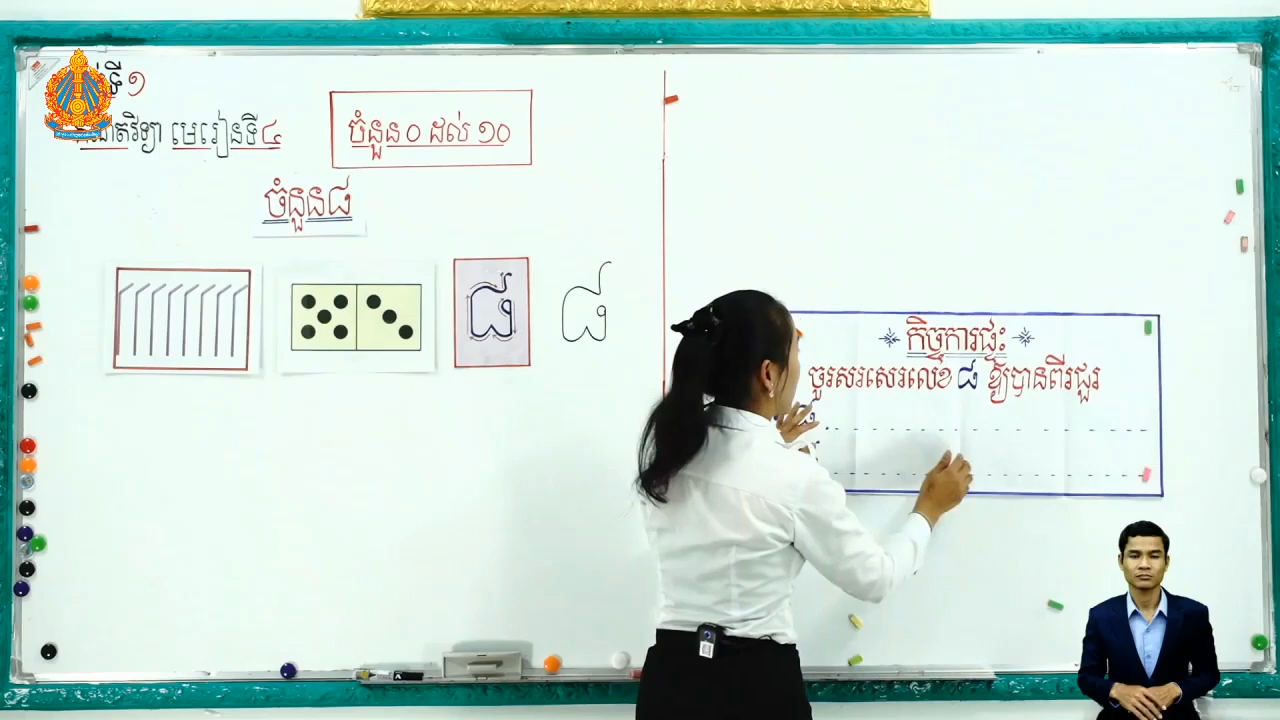 ទី១
គណិតវិទ្យា មេរៀនទី៤
ចំនួន០ ដល់ ១០
ចំនួន៨
៨ ៨
កិច្ចការផ្ទះ
ចូរសរសេរលេខ ៨ ឱ្យបានពីរជួរ